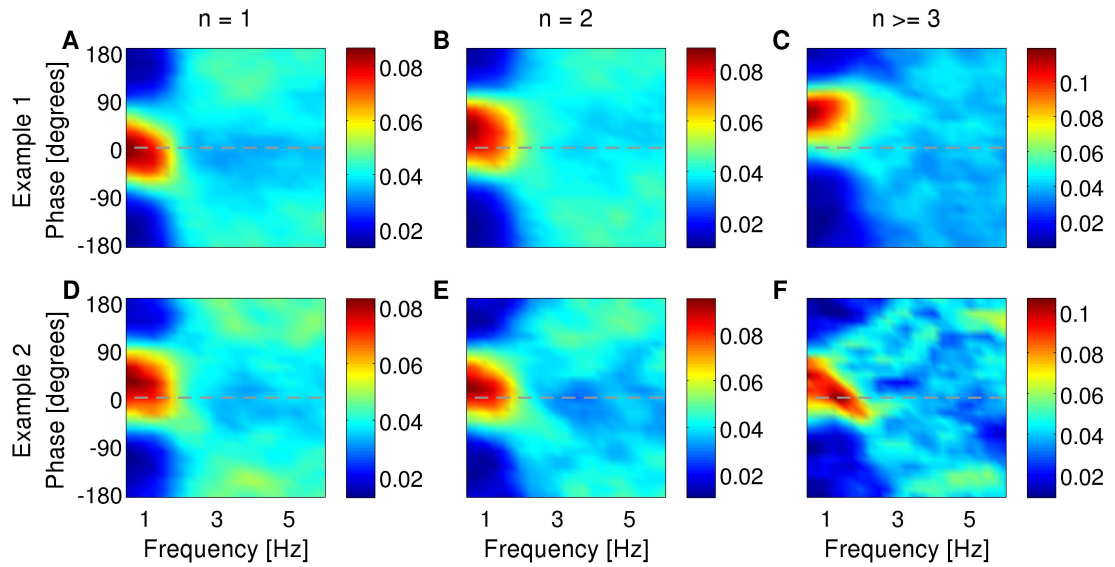 n = 1
n = 2
n >= 3
Example 1
Phase [degrees]
A
180
90
0
-90
-180
0.08
0.06
0.04
0.02
B
0.08
0.06
0.04
0.02
C
0.1
0.08
0.06
0.04
0.02
Example 2
Phase [degrees]
D
180
90
0
-90
-180
0.08
0.06
0.04
0.02
E
0.08
0.06
0.04
0.02
F
0.1
0.08
0.06
0.04
0.02
1 3 5
1 3 5
1 3 5
Frequency [Hz]
Frequency [Hz]
Frequency [Hz]